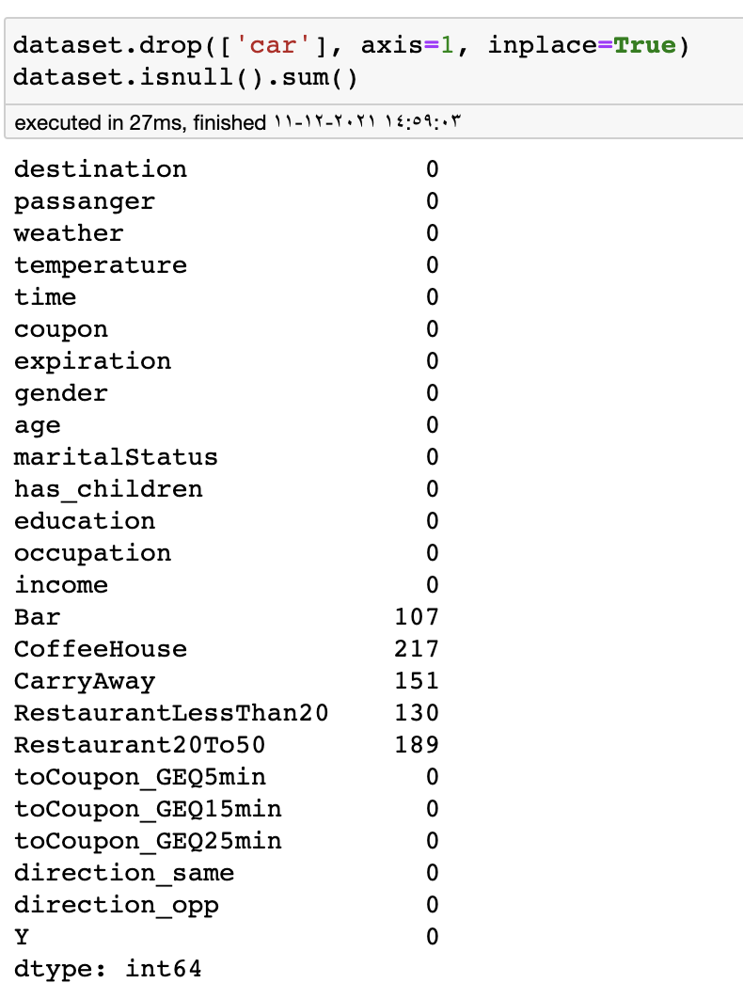 dataset.drop(['car'], axis=1, inplace=True)
dataset.isnull().sum()
executed in 27ms, finished ١١-١٢-٢٠٢١ ١٤:٥٩:٠٣
destination 0
passanger 0
weather 0
temperature 0
time 0
coupon 0
expiration 0
gender 0
age 0
maritalStatus 0
has_children 0
education 0
occupation 0
income 0
Bar 107
CoffeeHouse 217
CarryAway 151
RestaurantLessThan20 130
Restaurant20To50 189
toCoupon_GEQ5min 0
toCoupon_GEQ15min 0
toCoupon_GEQ25min 0
direction_same 0
direction_opp 0
Y 0
dtype: int64